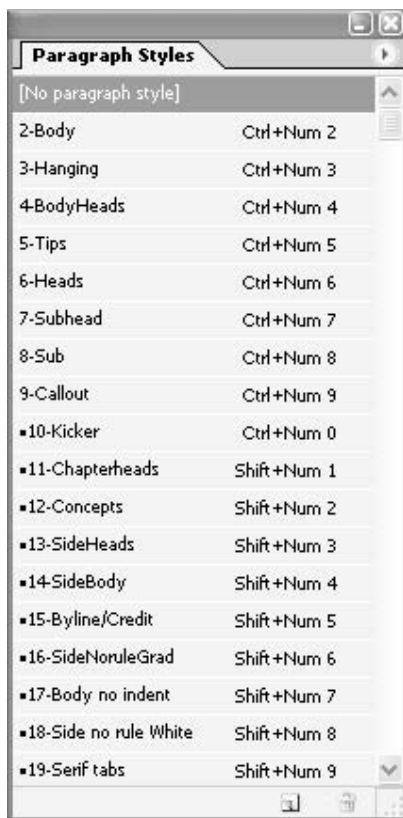 Paragraph Styles
[No paragraph style]
2-Body Ctrl+Num 2
3-Hanging Ctrl+Num 3
4-BodyHeads Ctrl+Num 4
5-Tips Ctrl+Num 5
6-Heads Ctrl+Num 6
7-Subhead Ctrl+Num 7
8-Sub Ctrl+Num 8
9-Callout Ctrl+Num 9
▪10-Kicker Ctrl+Num 0
▪11-Chapterheads Shift+Num 1
▪12-Concepts Shift+Num 2
▪13-SideHeads Shift+Num 3
▪14-SideBody Shift+Num 4
▪15-Byline/Credit Shift+Num 5
▪16-SideNoruleGrad Shift+Num 6
▪17-Body no indent Shift+Num 7
▪18-Side no rule White Shift+Num 8
▪19-Serif tabs Shift+Num 9